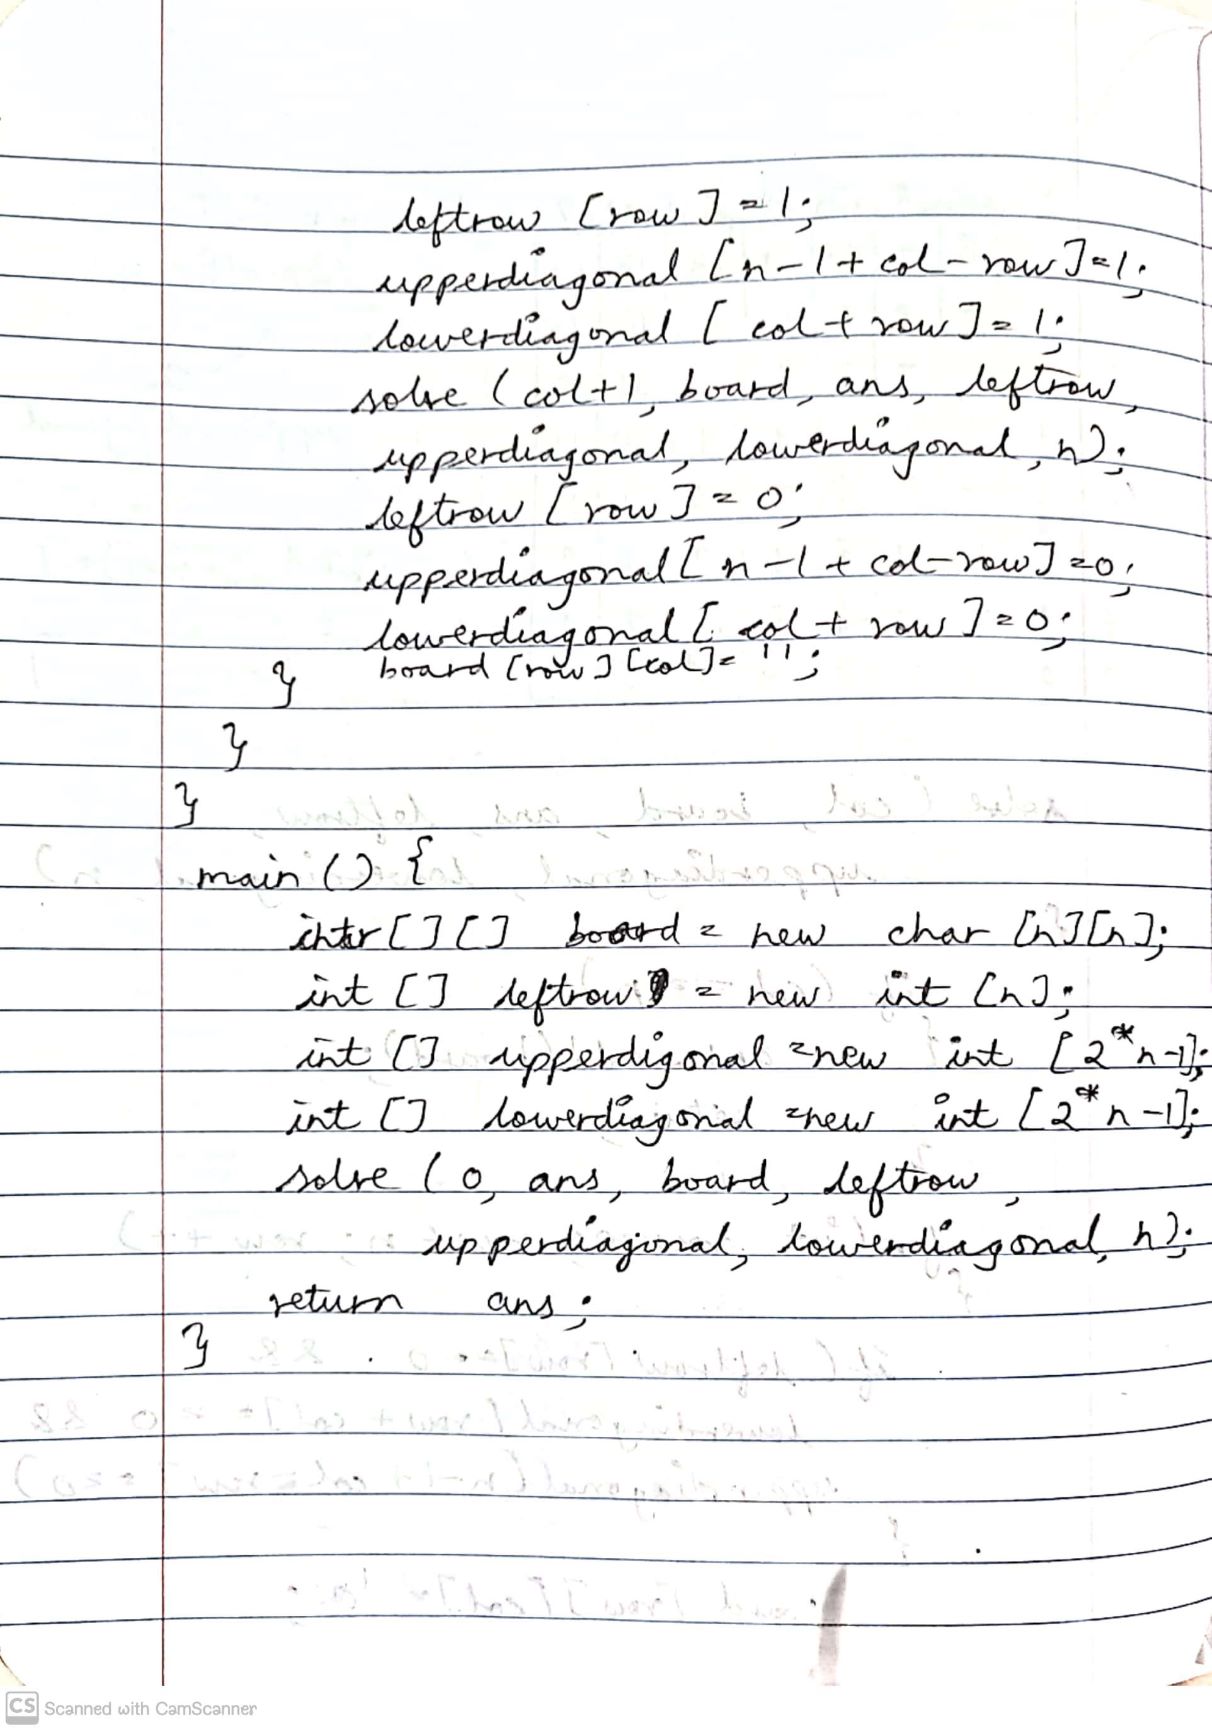 leftrow [row] = 1;
upperdiagonal [n-1+col-row]=1;
lowerdiagonal [col+row]=1;
solve (col+1, board, ans, leftrow,
upperdiagonal, lowerdiagonal, n);
leftrow [row] = 0;
upperdiagonal [n-1+col-row]=0;
lowerdiagonal [col+row]=0;
board [row][col]= '';
}
}
}
main () {
[][] board = new char [n][n];
int [] leftrow = new int [n];
int [] upperdigonal =new int [2*n-1];
int [] lowerdiagonal =new int [2*n-1];
solve (0, ans, board, leftrow,
upperdiagonal, lowerdiagonal, n);
return ans;
}
CS Scanned with CamScanner